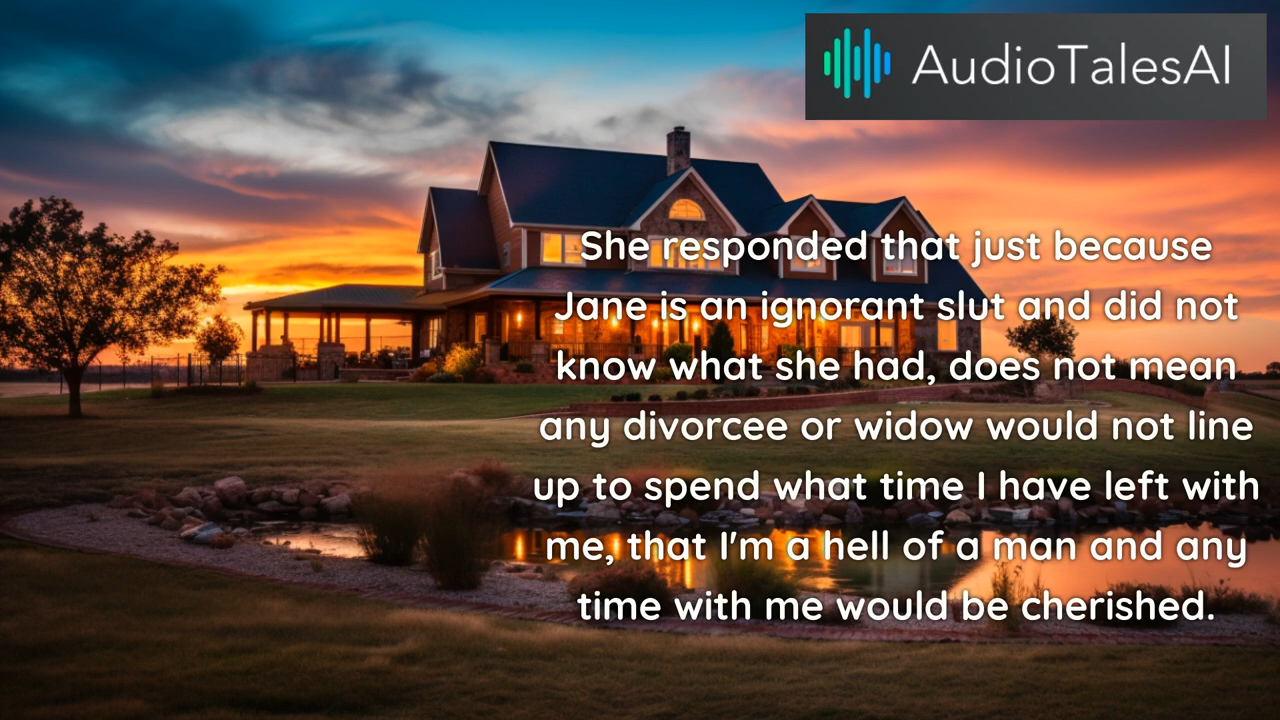 AudioTalesAI
She responded that just because
Jane is an ignorant slut and did not
know what she had, does not mean
any divorcee or widow would not line
up to spend what time I have left with
me, that I'm a hell of a man and any
time with me would be cherished.